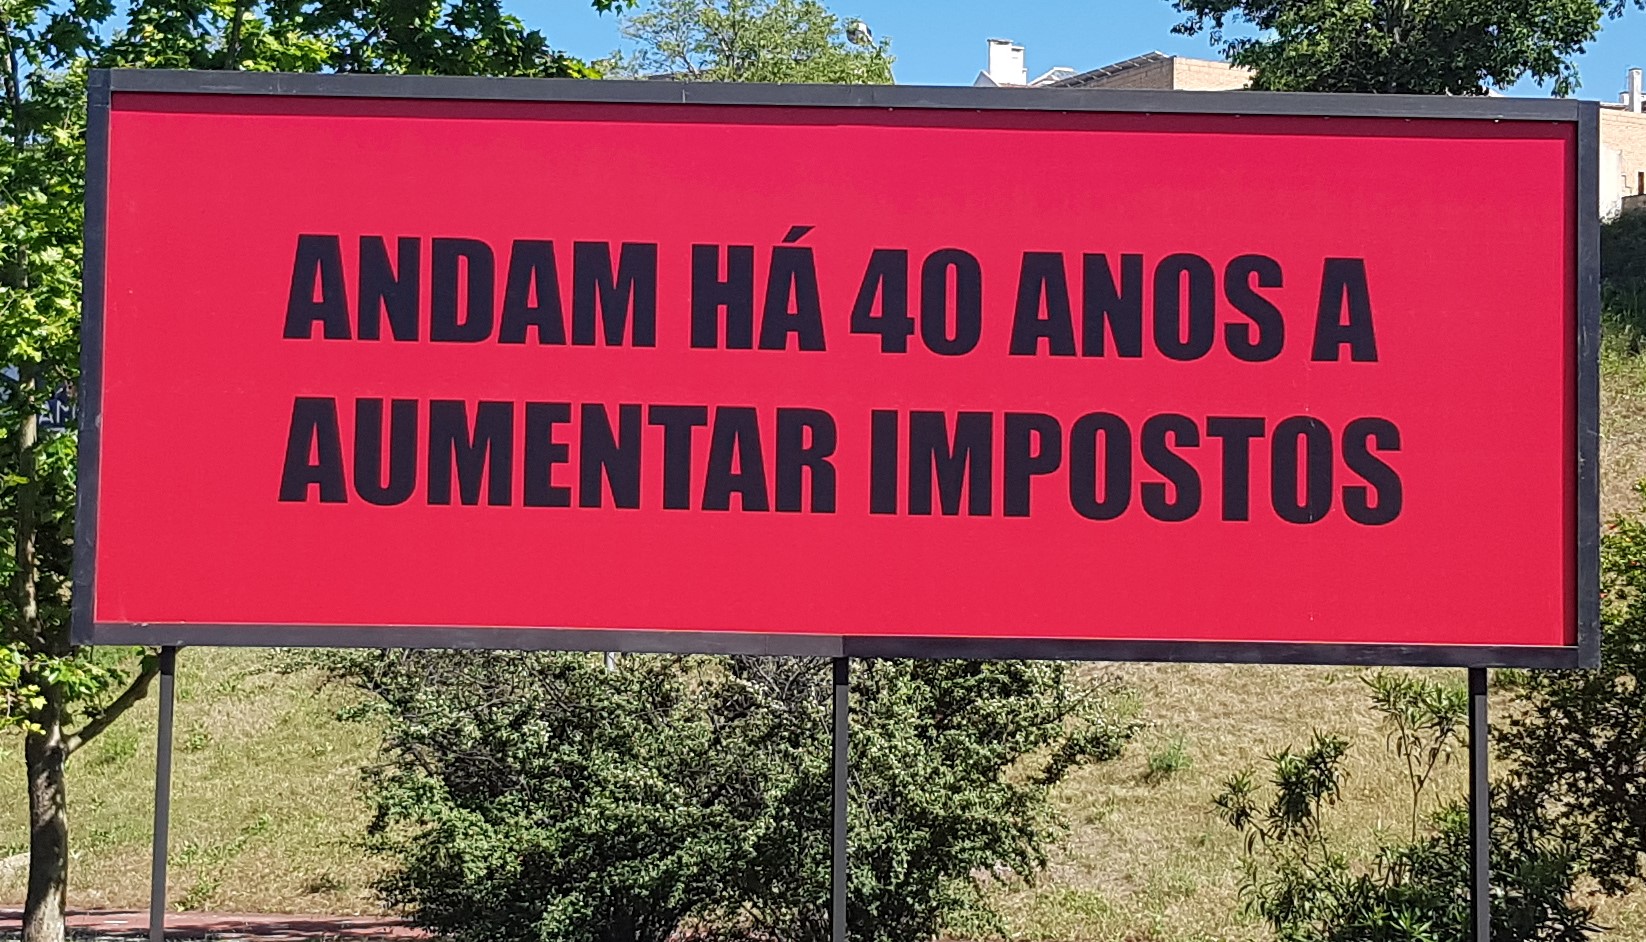 ANDAM HÁ 40 ANOS A
AUMENTAR IMPOSTOS